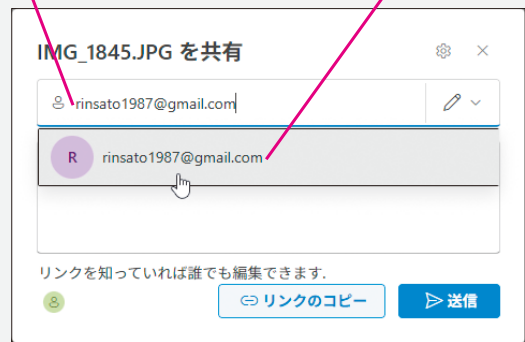 IMG_1845.JPG を共有
rinsato1987@gmail.com
R rinsato1987@gmail.com
リンクを知っていれば誰でも編集できます.
リンクのコピー 送信